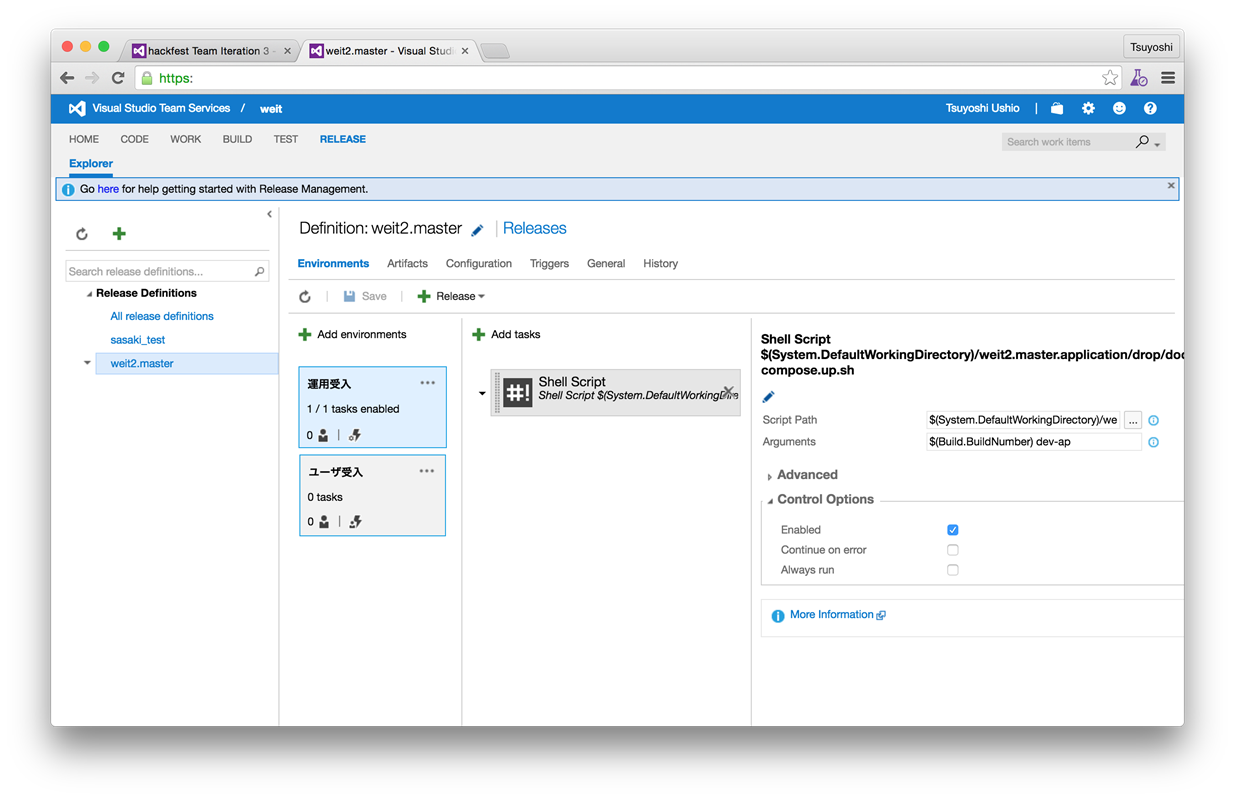 hackfest Team Iteration 3 -
weit2.master - Visual Studi
Tsuyoshi
https:
Visual Studio Team Services / weit
Tsuyoshi Ushio
HOME CODE WORK BUILD TEST RELEASE
Search work items
Explorer
Go here for help getting started with Release Management.
Search release definitions...
Release Definitions
All release definitions
sasaki_test
weit2.master
Definition: weit2.master | Releases
Environments Artifacts Configuration Triggers General History
Save
Release
Add environments
運用受入
1 / 1 tasks enabled
0
ユーザ受入
0 tasks
0
Add tasks
#!
Shell Script
Shell Script $(System.DefaultWorkingDire
Shell Script
$(System.DefaultWorkingDirectory)/weit2.master.application/drop/doc
compose.up.sh
Script Path $(System.DefaultWorkingDirectory)/we ...
Arguments $(Build.BuildNumber) dev-ap
Advanced
Control Options
Enabled
Continue on error
Always run
More Information